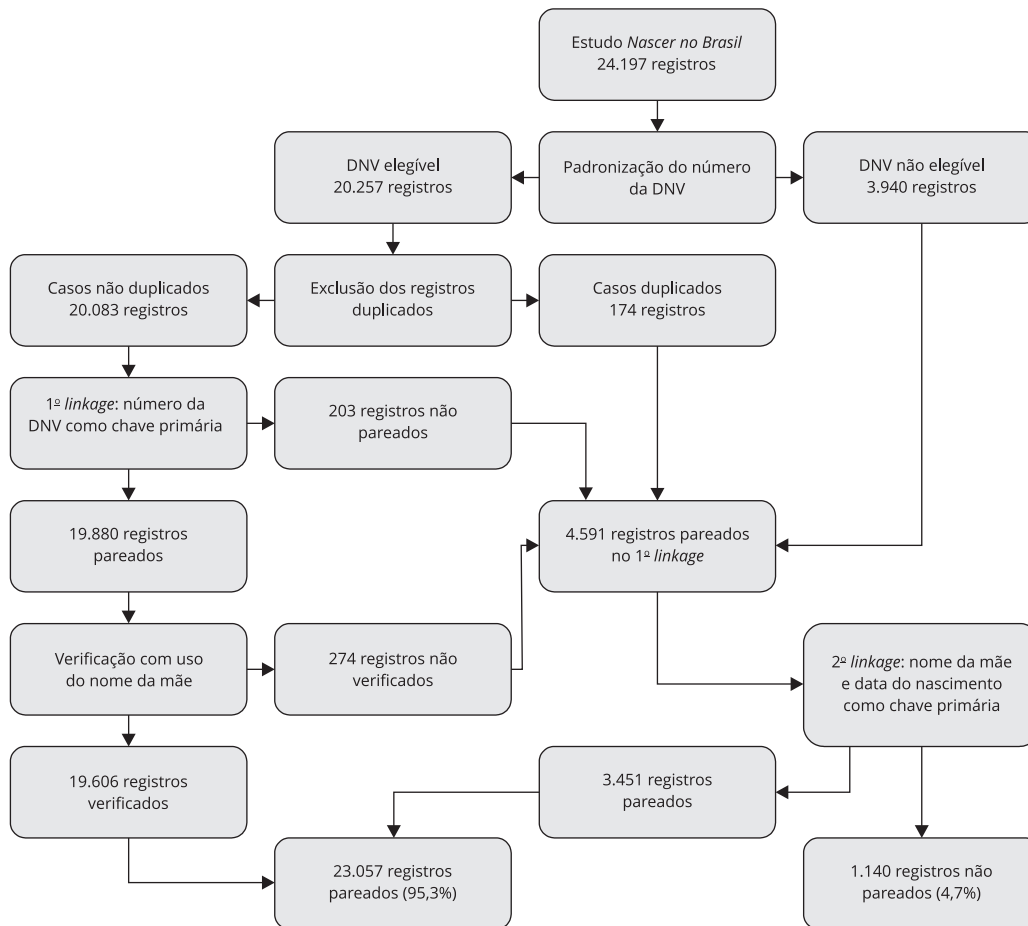 Estudo Nascer no Brasil
24.197 registros
DNV elegível
20.257 registros
Padronização do número
da DNV
DNV não elegível
3.940 registros
Casos não duplicados
20.083 registros
Exclusão dos registros
duplicados
Casos duplicados
174 registros
1º linkage: número da
DNV como chave primária
203 registros não
pareados
19.880 registros
pareados
4.591 registros pareados
no 1º linkage
Verificação com uso
do nome da mãe
274 registros não
verificados
2º linkage: nome da mãe
e data do nascimento
como chave primária
19.606 registros
verificados
3.451 registros
pareados
23.057 registros
pareados (95,3%)
1.140 registros não
pareados (4,7%)